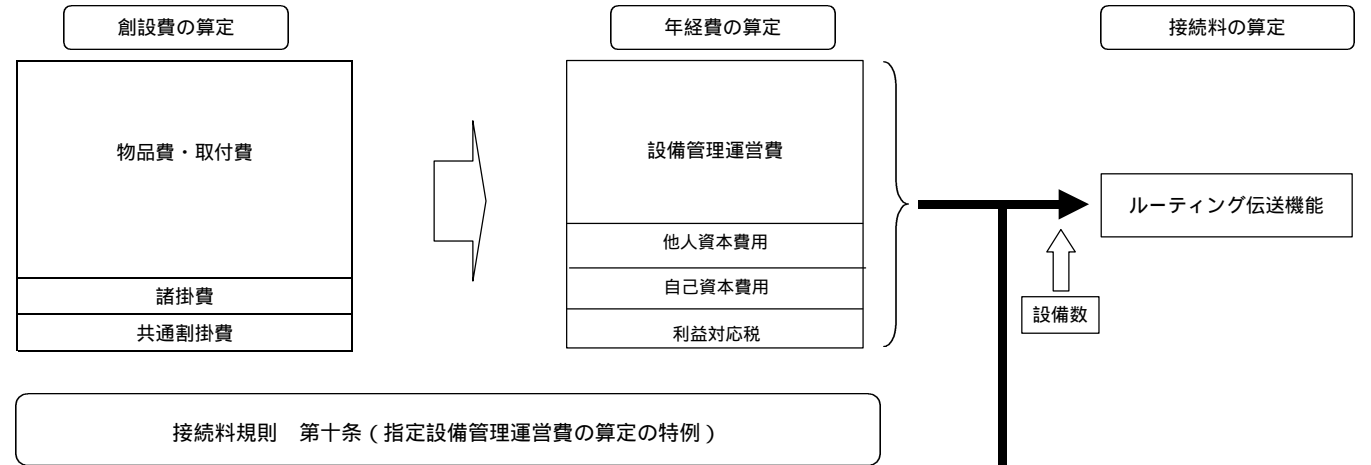 創設費の算定
年経費の算定
接続料の算定
物品費・取付費
諸掛費
共通割掛費
設備管理運営費
他人資本費用
自己資本費用
利益対応税
ルーティング伝送機能
設備数
接続料規則　第十条(指定設備管理運営費の算定の特例)